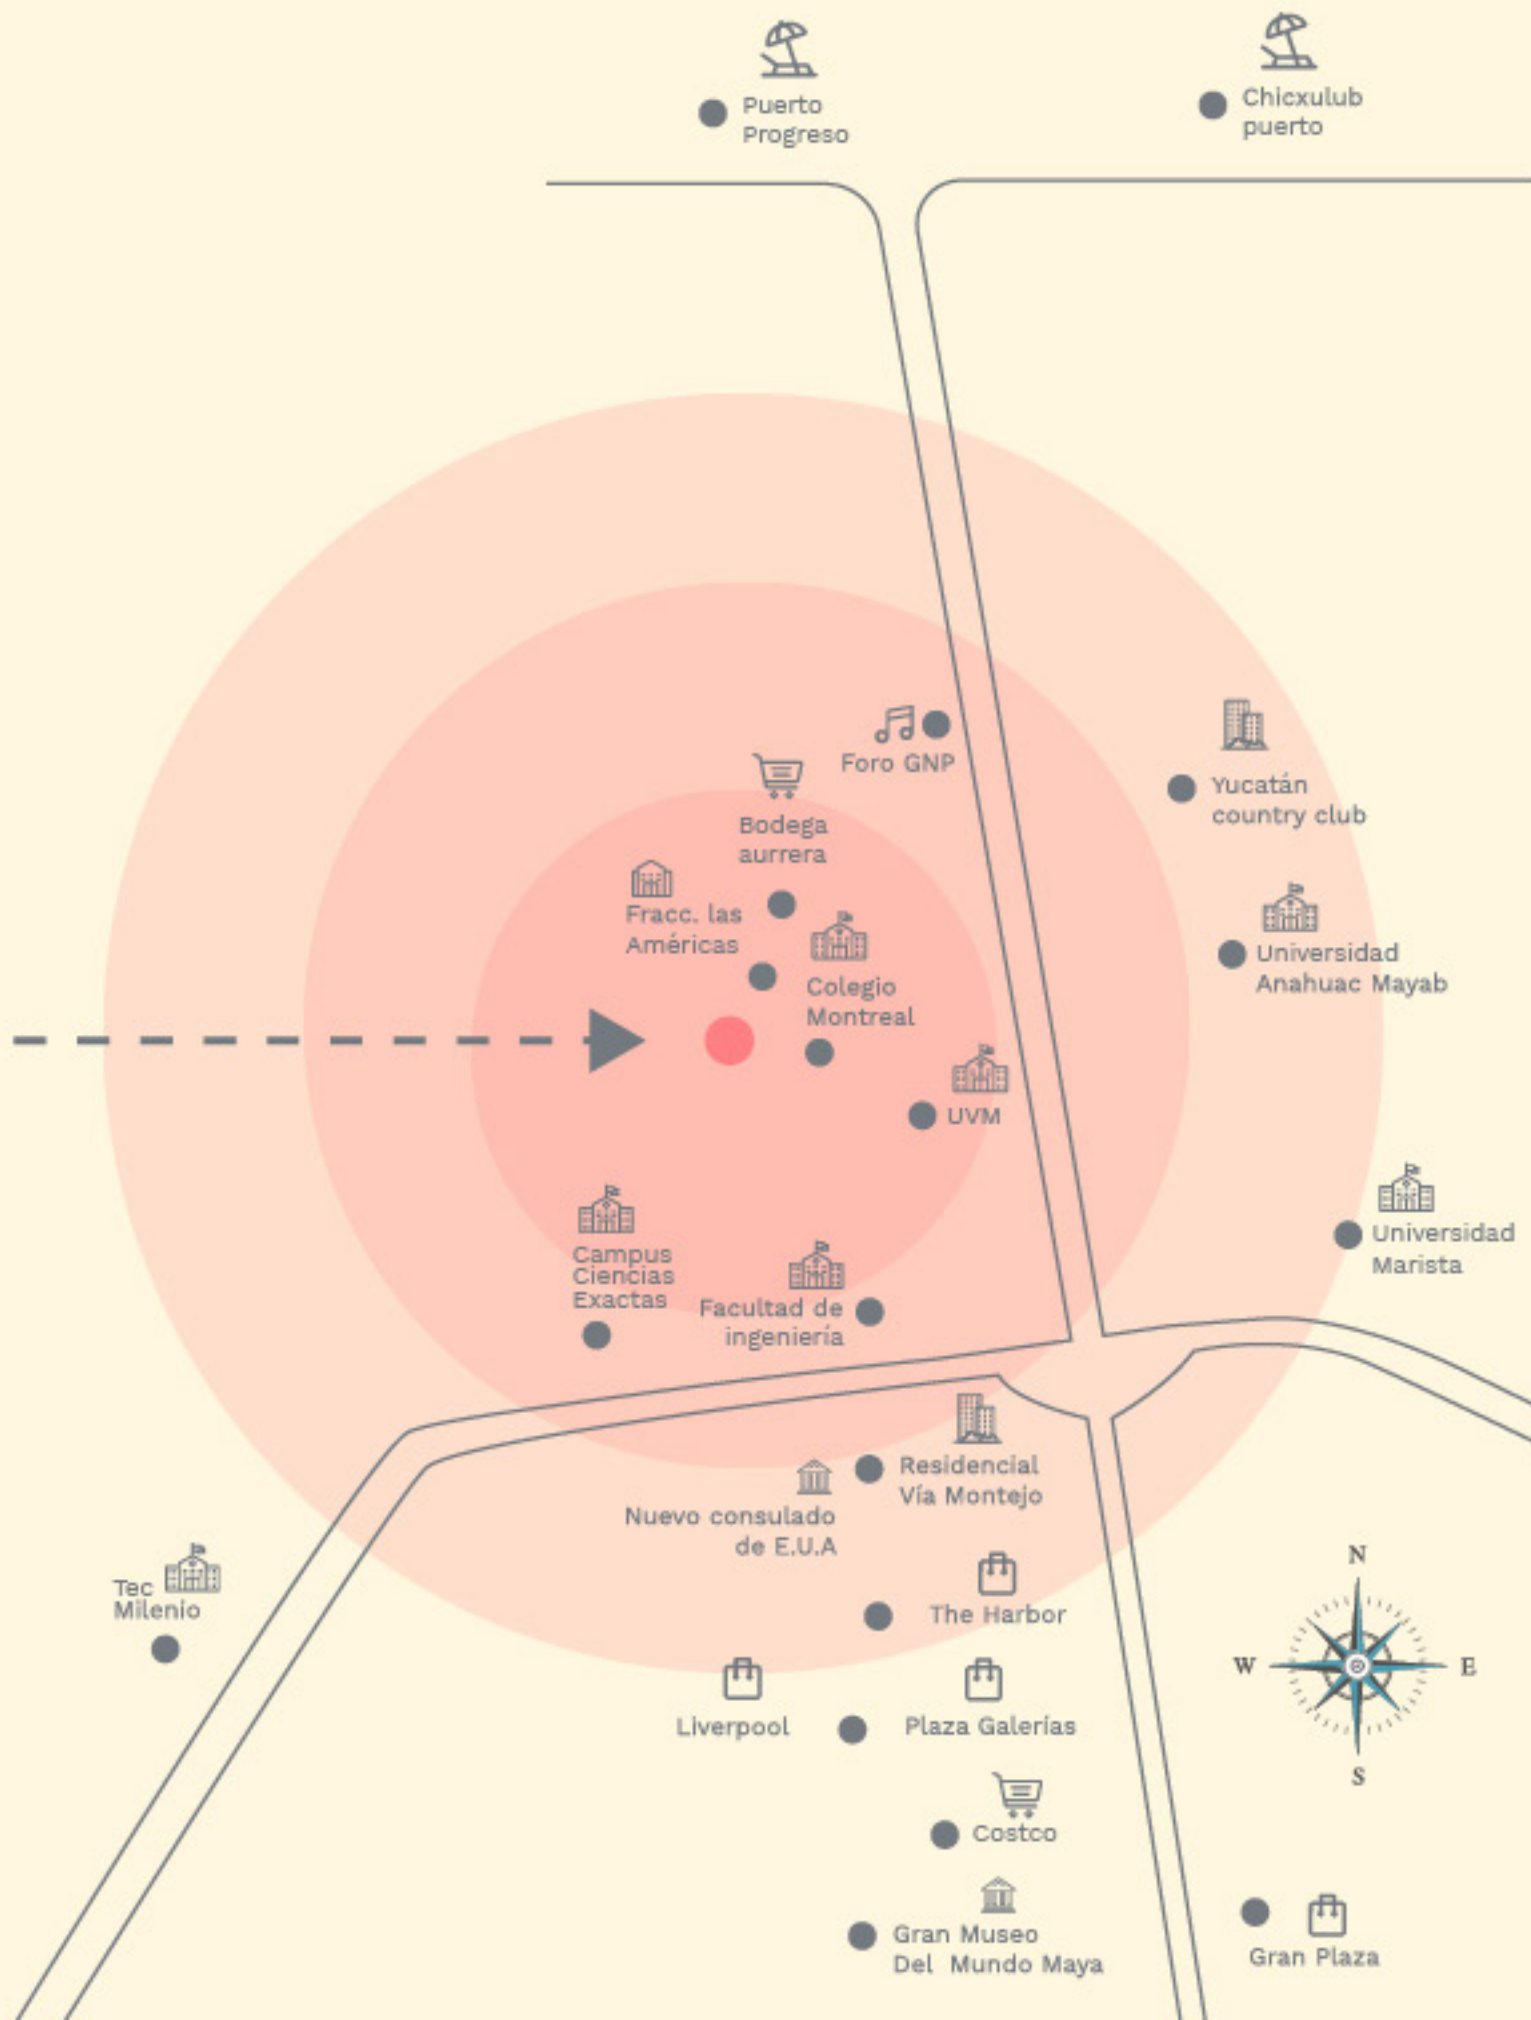 Puerto
Progreso
Chicxulub
puerto
Foro GNP
Yucatán
country club
Bodega
aurrera
Fracc. las
Américas
Universidad
Anahuac Mayab
Colegio
Montreal
UVM
Campus
Ciencias
Exactas
Universidad
Marista
Facultad de
ingeniería
Residencial
Vía Montejo
Nuevo consulado
de E.U.A
Tec
Milenio
The Harbor
N
W
E
S
Liverpool
Plaza Galerías
Costco
Gran Museo
Del Mundo Maya
Gran Plaza